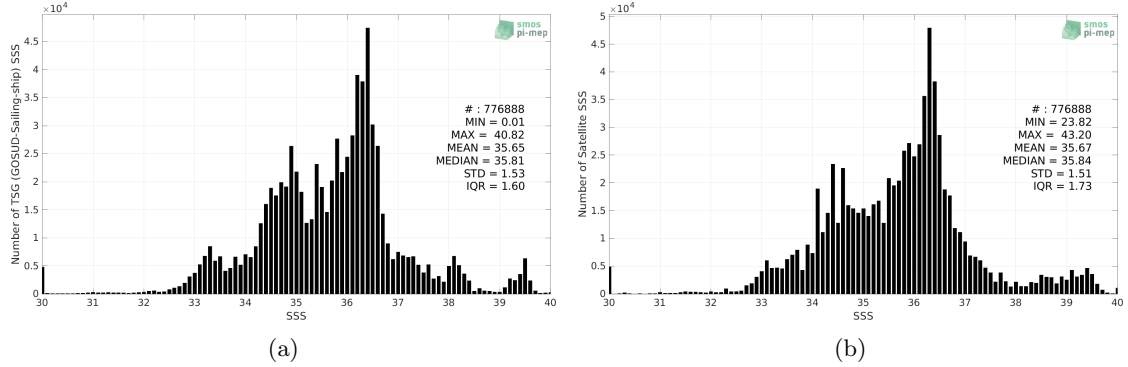 ×10⁴
Number of TSG (GOSUD-Sailing-ship) SSS
4.5
4
3.5
3
2.5
2
1.5
1
0.5
0
30 31 32 33 34 35 36 37 38 39 40
SSS
smos
pi-mep
# : 776888
MIN = 0.01
MAX = 40.82
MEAN = 35.65
MEDIAN = 35.81
STD = 1.53
IQR = 1.60
(a)
×10⁴
Number of Satellite SSS
5
4.5
4
3.5
3
2.5
2
1.5
1
0.5
0
30 31 32 33 34 35 36 37 38 39 40
SSS
smos
pi-mep
# : 776888
MIN = 23.82
MAX = 43.20
MEAN = 35.67
MEDIAN = 35.84
STD = 1.51
IQR = 1.73
(b)